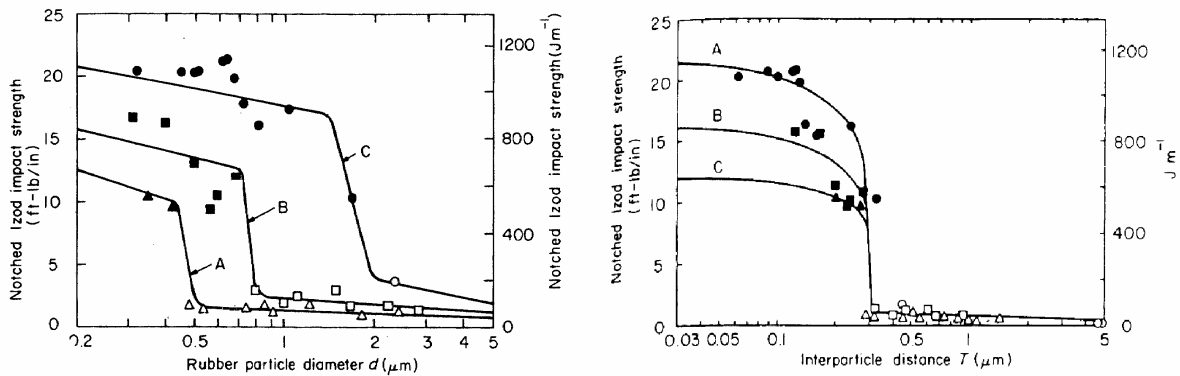 Notched Izod impact strength
(ft-lb/in)
25
20
15
10
5
0
A
B
C
0.2
0.5
1
2
3
4
5
Rubber particle diameter d (μm)
1200
800
400
0
Notched Izod impact strength (Jm⁻¹)
Notched Izod impact strength
(ft-lb/in)
25
20
15
10
5
0
A
B
C
0.03
0.05
0.1
0.5
1
5
Interparticle distance T (μm)
1200
800
400
0
Jm⁻¹